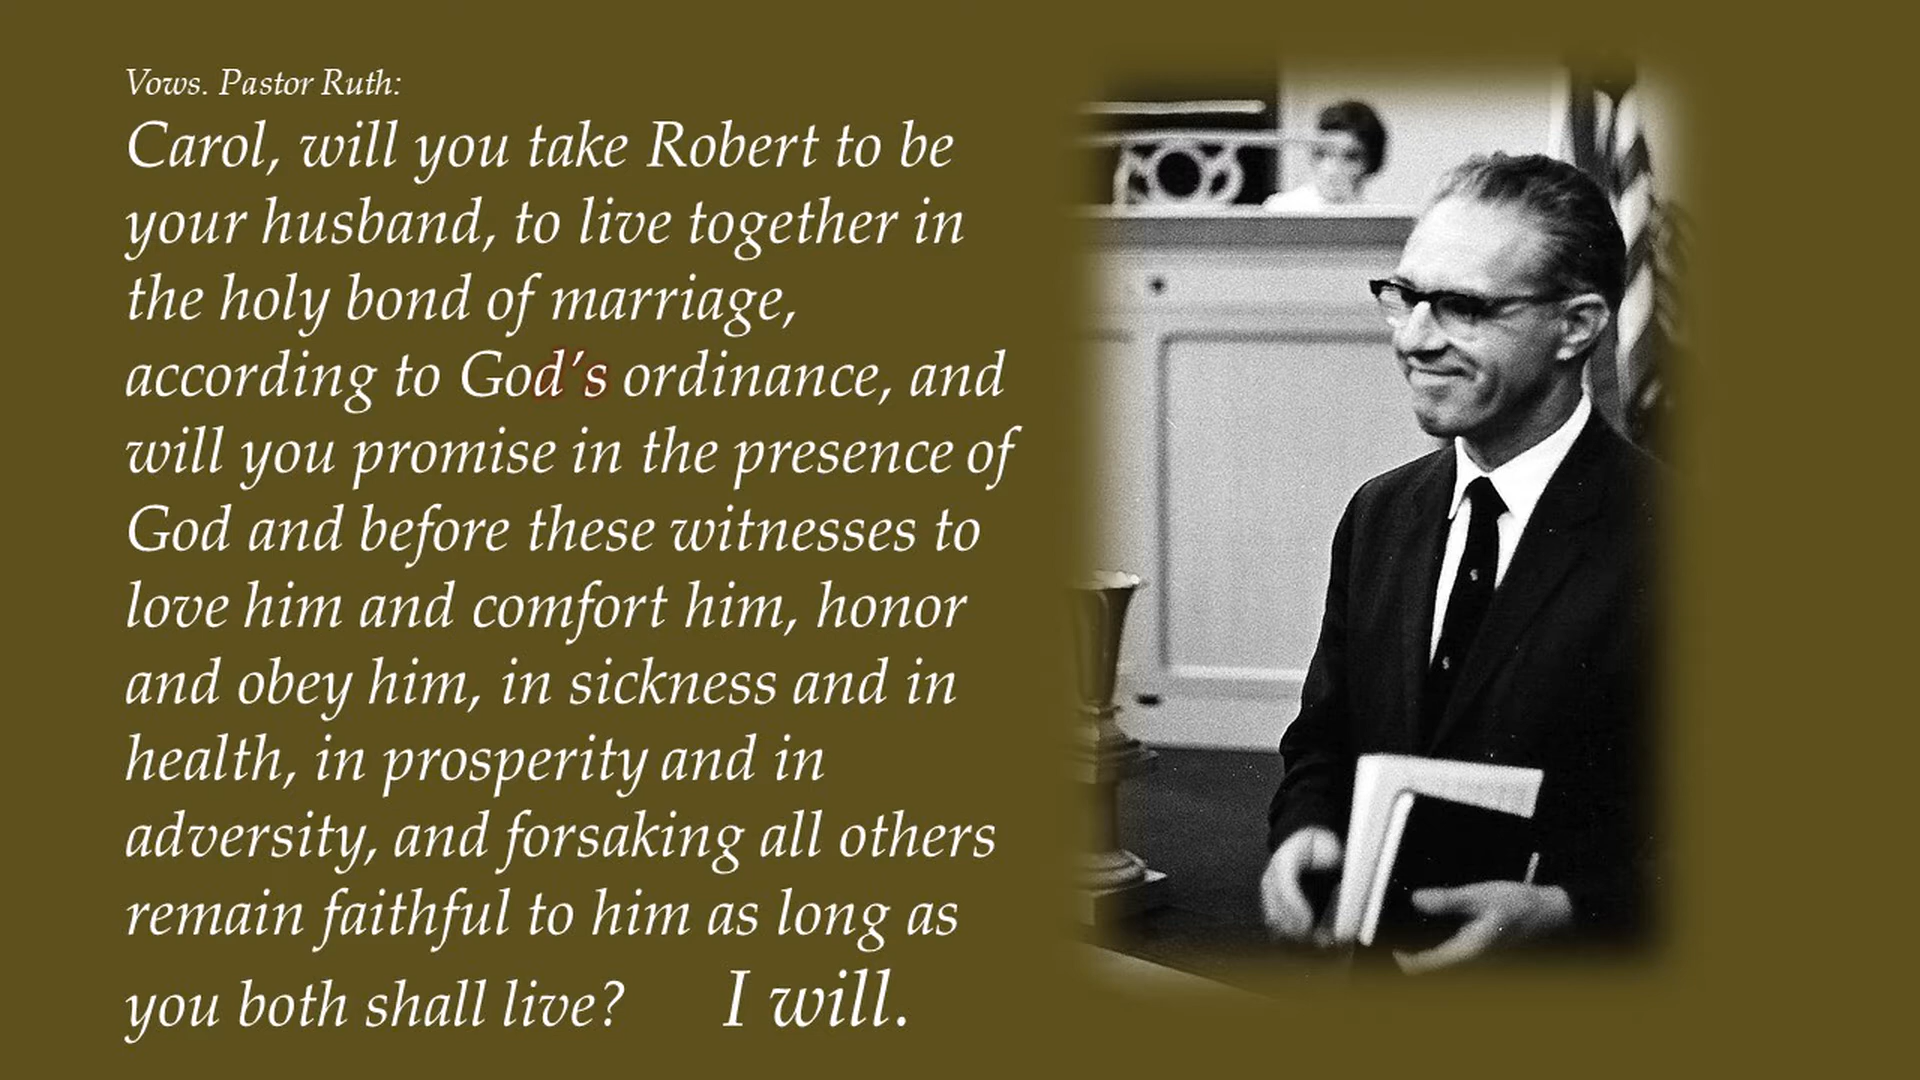 Vows. Pastor Ruth:
Carol, will you take Robert to be
your husband, to live together in
the holy bond of marriage,
according to God’s ordinance, and
will you promise in the presence of
God and before these witnesses to
love him and comfort him, honor
and obey him, in sickness and in
health, in prosperity and in
adversity, and forsaking all others
remain faithful to him as long as
you both shall live? I will.